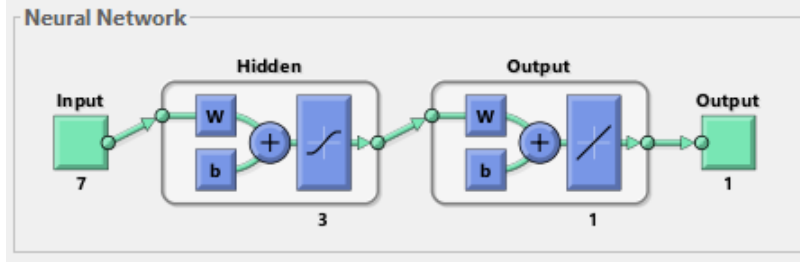 Neural Network
Hidden
Output
Input
Output
W
W
+
+
b
b
7
1
3
1